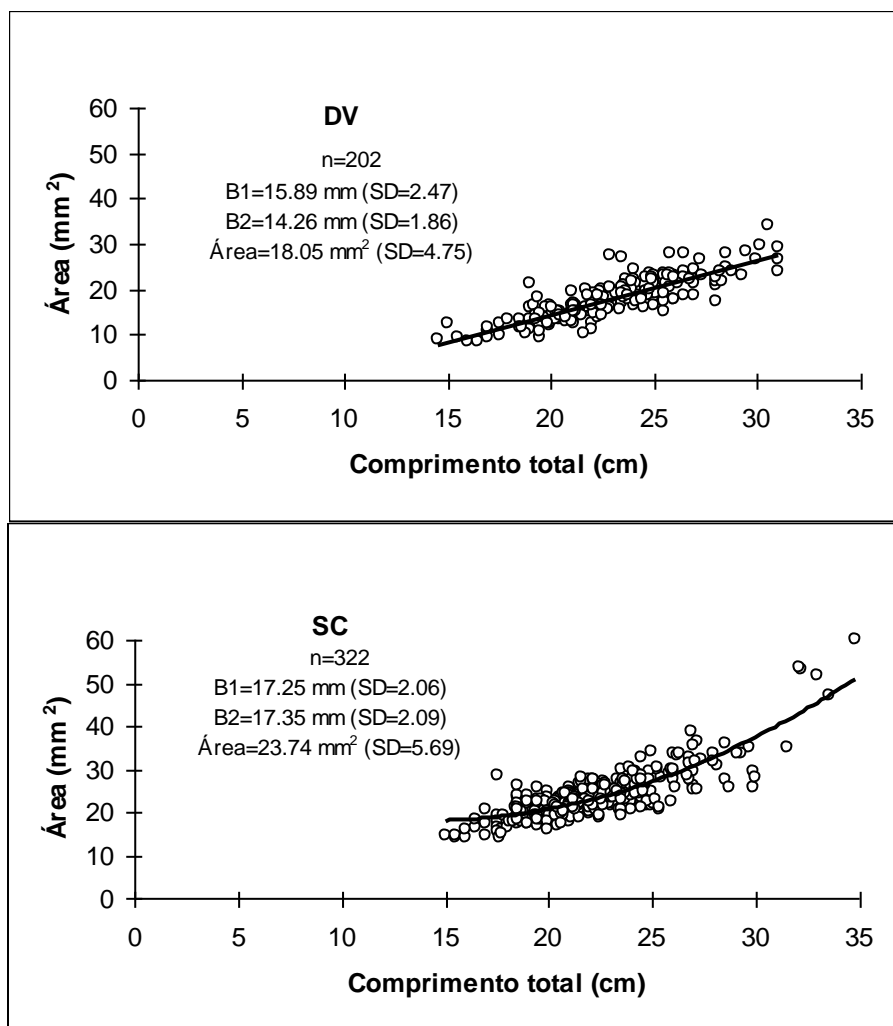 DV
n=202
B1=15.89 mm (SD=2.47)
B2=14.26 mm (SD=1.86)
Área=18.05 mm² (SD=4.75)
60
50
40
30
20
10
0
Área (mm²)
0 5 10 15 20 25 30 35
Comprimento total (cm)
SC
n=322
B1=17.25 mm (SD=2.06)
B2=17.35 mm (SD=2.09)
Área=23.74 mm² (SD=5.69)
60
50
40
30
20
10
0
Área (mm²)
0 5 10 15 20 25 30 35
Comprimento total (cm)